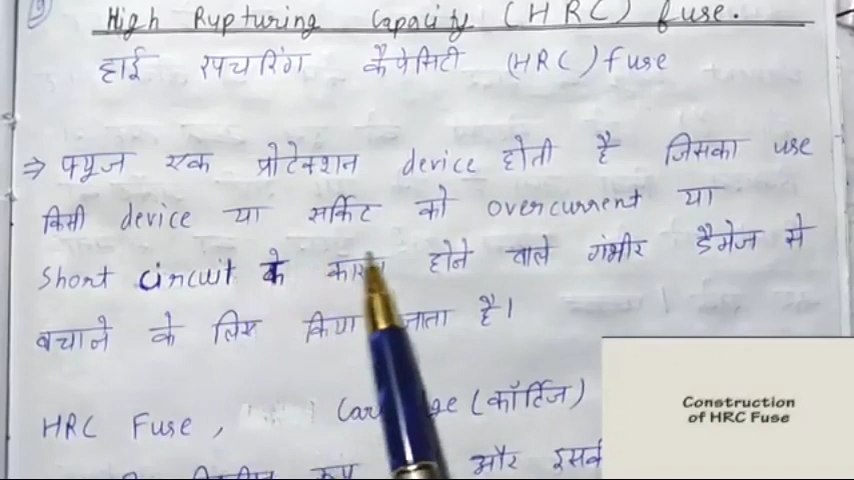 High Rupturing Capacity (HRC) fuse.
हाई रपचरिंग कैपेसिटी (HRC) fuse
⇒ फ्यूज एक प्रोटेक्शन device होती है जिसका use
किसी device या सर्किट को overcurrent या
Short circuit के कारण होने वाले गंभीर डैमेज से
बचाने के लिए किया जाता है।
HRC Fuse, (कॉर्टिज)
रूप और
Construction
of HRC Fuse